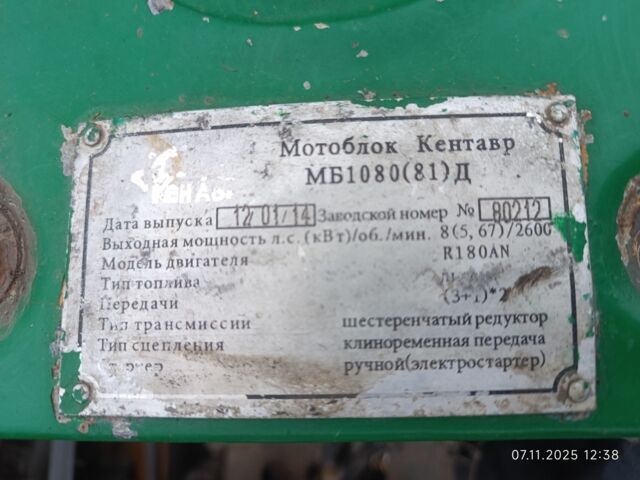 Мотоблок Кентавр
МБ1080(81)Д
Дата выпуска 12/01/14 Заводской номер № 80212
Выходная мощность л.с.(кВт)/об./мин. 8(5,67)/2600
Модель двигателя R180AN
Тип топлива
Передачи (3+1)*2
Тип трансмиссии шестеренчатый редуктор
Тип сцепления клиноременная передача
ручной(электростартер)
07.11.2025 12:38